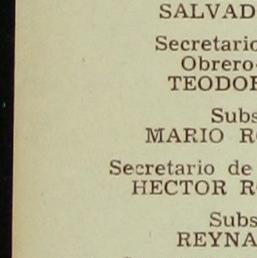 SALVAD
Secretario
Obrero-
TEODOR
Subs
MARIO R
Secretario de
HECTOR R
Subs
REYNA